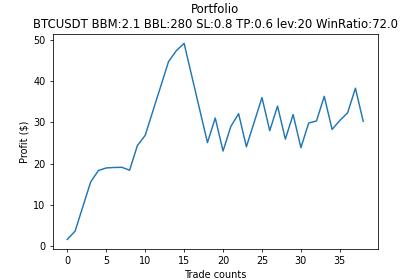 Portfolio
BTCUSDT BBM:2.1 BBL:280 SL:0.8 TP:0.6 lev:20 WinRatio:72.0
50
40
30
20
10
0
Profit ($)
0 5 10 15 20 25 30 35
Trade counts